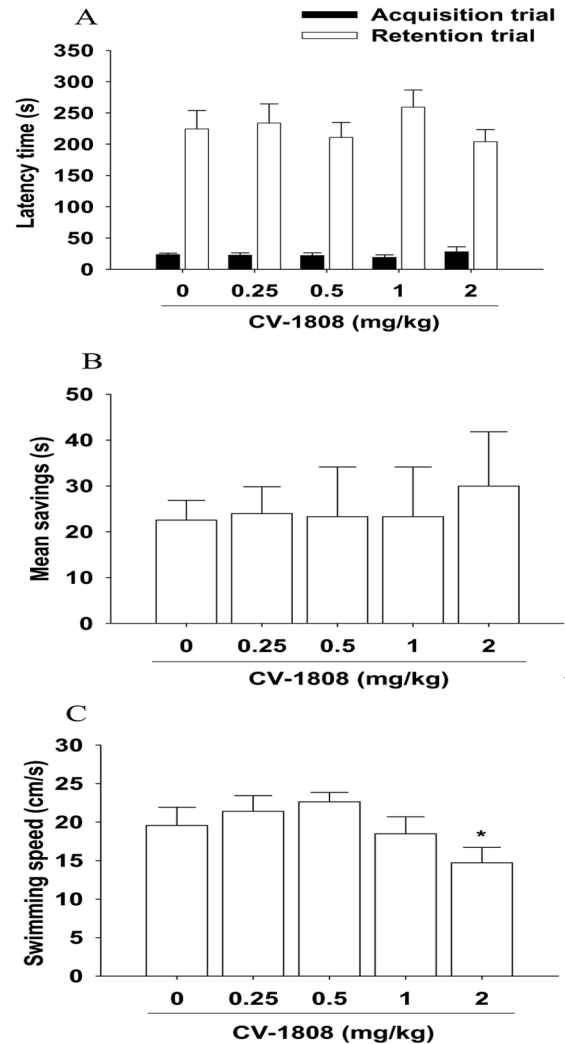 A
Acquisition trial
Retention trial
Latency time (s)
350
300
250
200
150
100
50
0
0 0.25 0.5 1 2
CV-1808 (mg/kg)
B
Mean savings (s)
50
40
30
20
10
0
0 0.25 0.5 1 2
CV-1808 (mg/kg)
C
Swimming speed (cm/s)
30
25
20
15
10
5
0
*
0 0.25 0.5 1 2
CV-1808 (mg/kg)